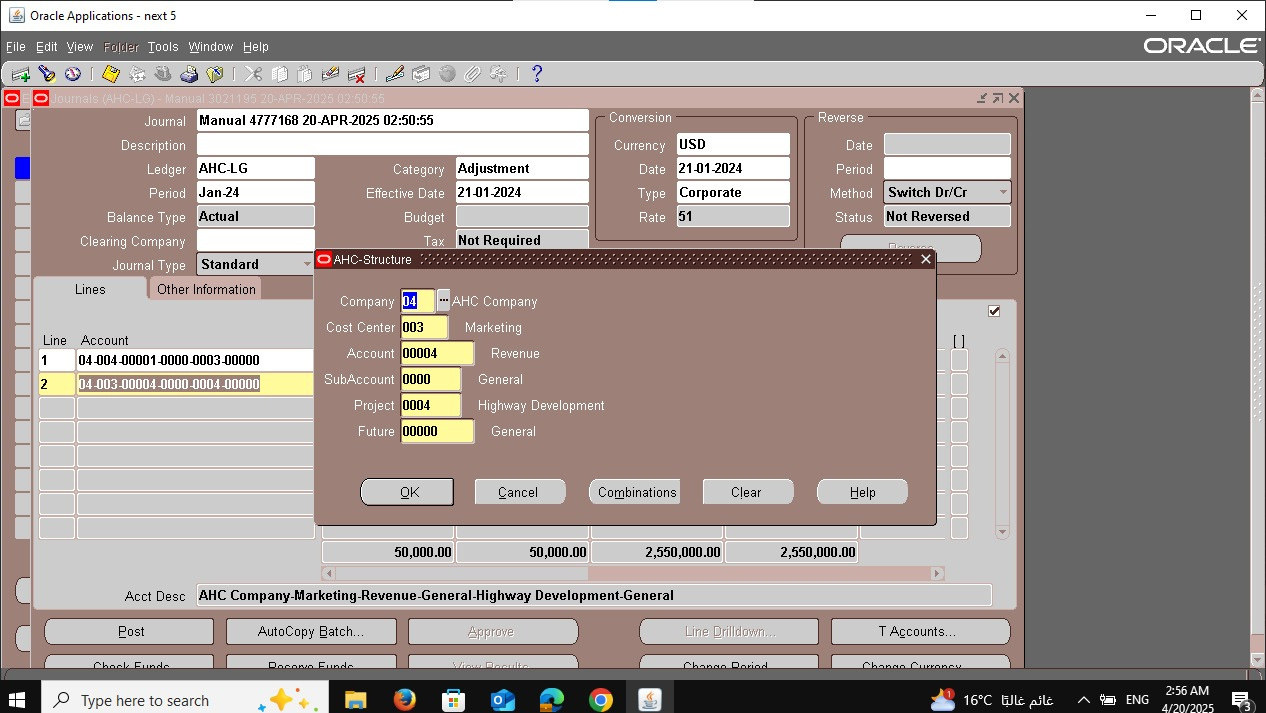 Oracle Applications - next 5
File Edit View Folder Tools Window Help
ORACLE
Journals (AHC-LG) - Manual 3021195 20-APR-2025 02:50:55
Journal Manual 4777168 20-APR-2025 02:50:55
Description
Ledger AHC-LG Category Adjustment
Period Jan-24 Effective Date 21-01-2024
Balance Type Actual Budget
Clearing Company Tax Not Required
Journal Type Standard
Conversion
Currency USD
Date 21-01-2024
Type Corporate
Rate 51
Reverse
Date
Period
Method Switch Dr/Cr
Status Not Reversed
Reverse
Lines Other Information
Line Account [ ]
1 04-004-00001-0000-0003-00000
2 04-003-00004-0000-0004-00000
AHC-Structure
Company 04 ... AHC Company
Cost Center 003 Marketing
Account 00004 Revenue
SubAccount 0000 General
Project 0004 Highway Development
Future 00000 General
OK Cancel Combinations Clear Help
50,000.00 50,000.00 2,550,000.00 2,550,000.00
Acct Desc AHC Company-Marketing-Revenue-General-Highway Development-General
Post AutoCopy Batch... Approve Line Drilldown... T Accounts...
Check Funds Reserve Funds View Results Change Period Change Currency
Type here to search
1
16°C غائم غالبًا
ENG
2:56 AM
4/20/2025
3